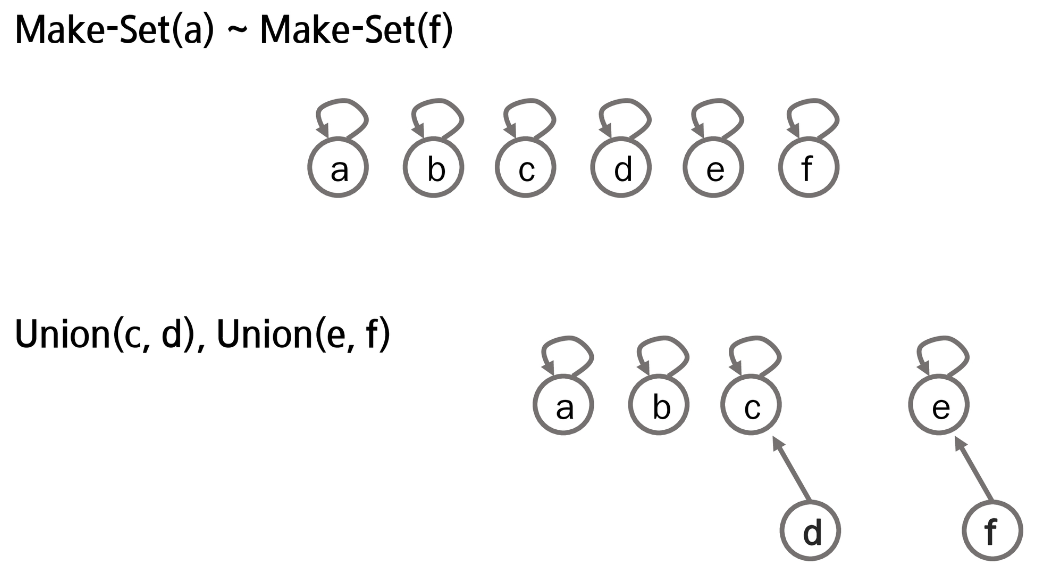 Make-Set(a) ~ Make-Set(f)
a b c d e f
Union(c, d), Union(e, f)
a b c e
d f